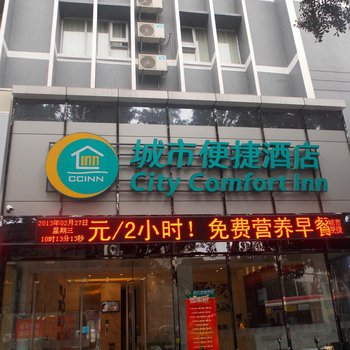 inn
CCINN
城市便捷酒店
City Comfort Inn
2013年02月27日
星期三
10时13分13秒
元/2小时！免费营养早餐